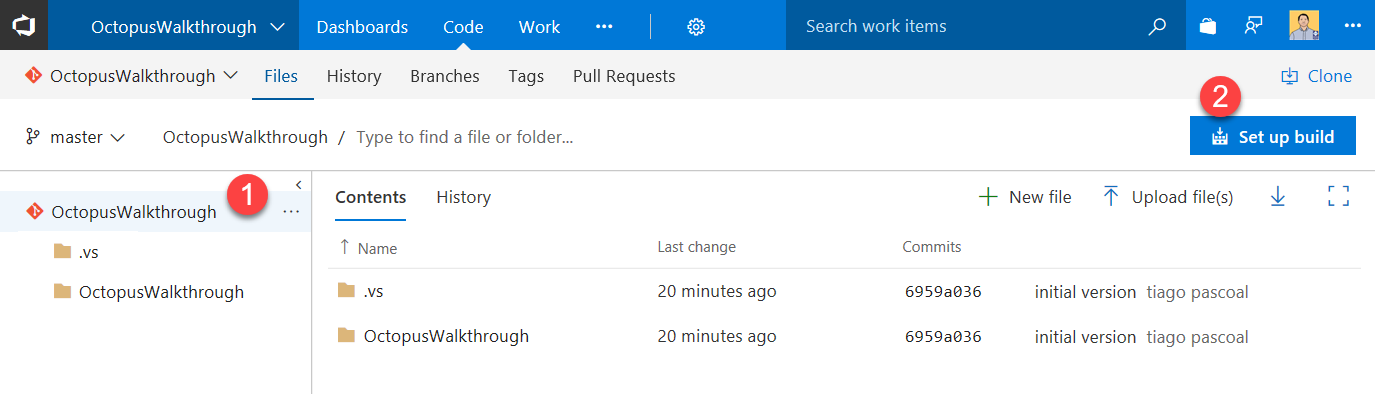 OctopusWalkthrough Dashboards Code Work ... Search work items ...
OctopusWalkthrough Files History Branches Tags Pull Requests Clone
2
master OctopusWalkthrough / Type to find a file or folder... Set up build
1
OctopusWalkthrough ...
.vs
OctopusWalkthrough
Contents History New file Upload file(s)
Name Last change Commits
.vs 20 minutes ago 6959a036 initial version tiago pascoal
OctopusWalkthrough 20 minutes ago 6959a036 initial version tiago pascoal